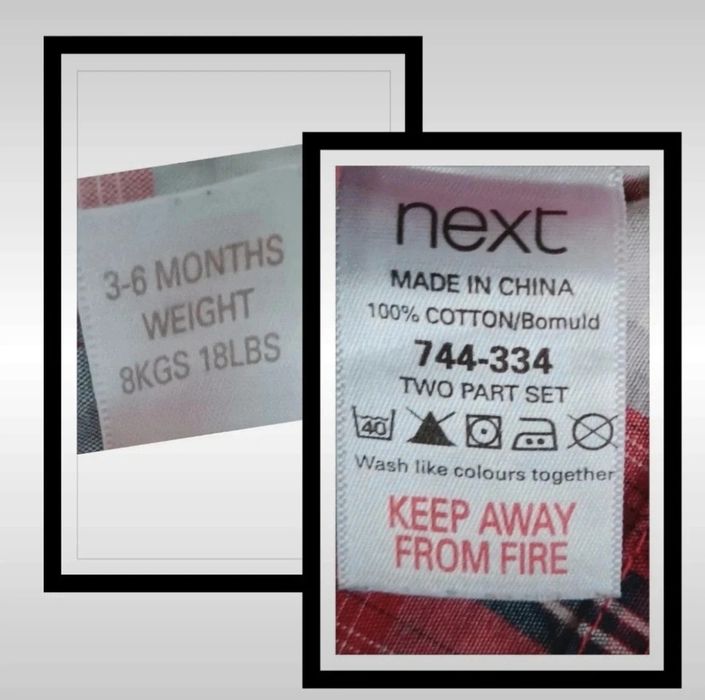 3-6 MONTHS
WEIGHT
8KGS 18LBS
next
MADE IN CHINA
100% COTTON/Bomuld
744-334
TWO PART SET
40
Wash like colours together
KEEP AWAY
FROM FIRE